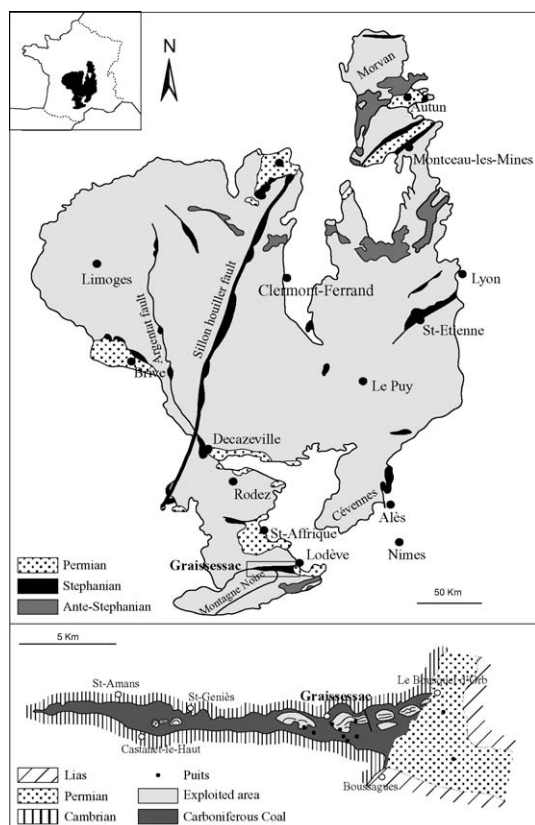 N
Morvan
Autun
Montceau-les-Mines
Limoges
Argentat fault
Sillon houiller fault
Clermont-Ferrand
Lyon
St-Etienne
Brive
Le Puy
Decazeville
Rodez
Cévennes
Alès
St-Affrique
Nimes
Lodève
Graissessac
Montagne Noire
Permian
Stephanian
Ante-Stephanian
50 Km
5 Km
St-Amans
St-Geniès
Graissessac
Le Bousquet-d'Orb
Castanet-le-Haut
Boussagues
Lias
Permian
Cambrian
Puits
Exploited area
Carboniferous Coal